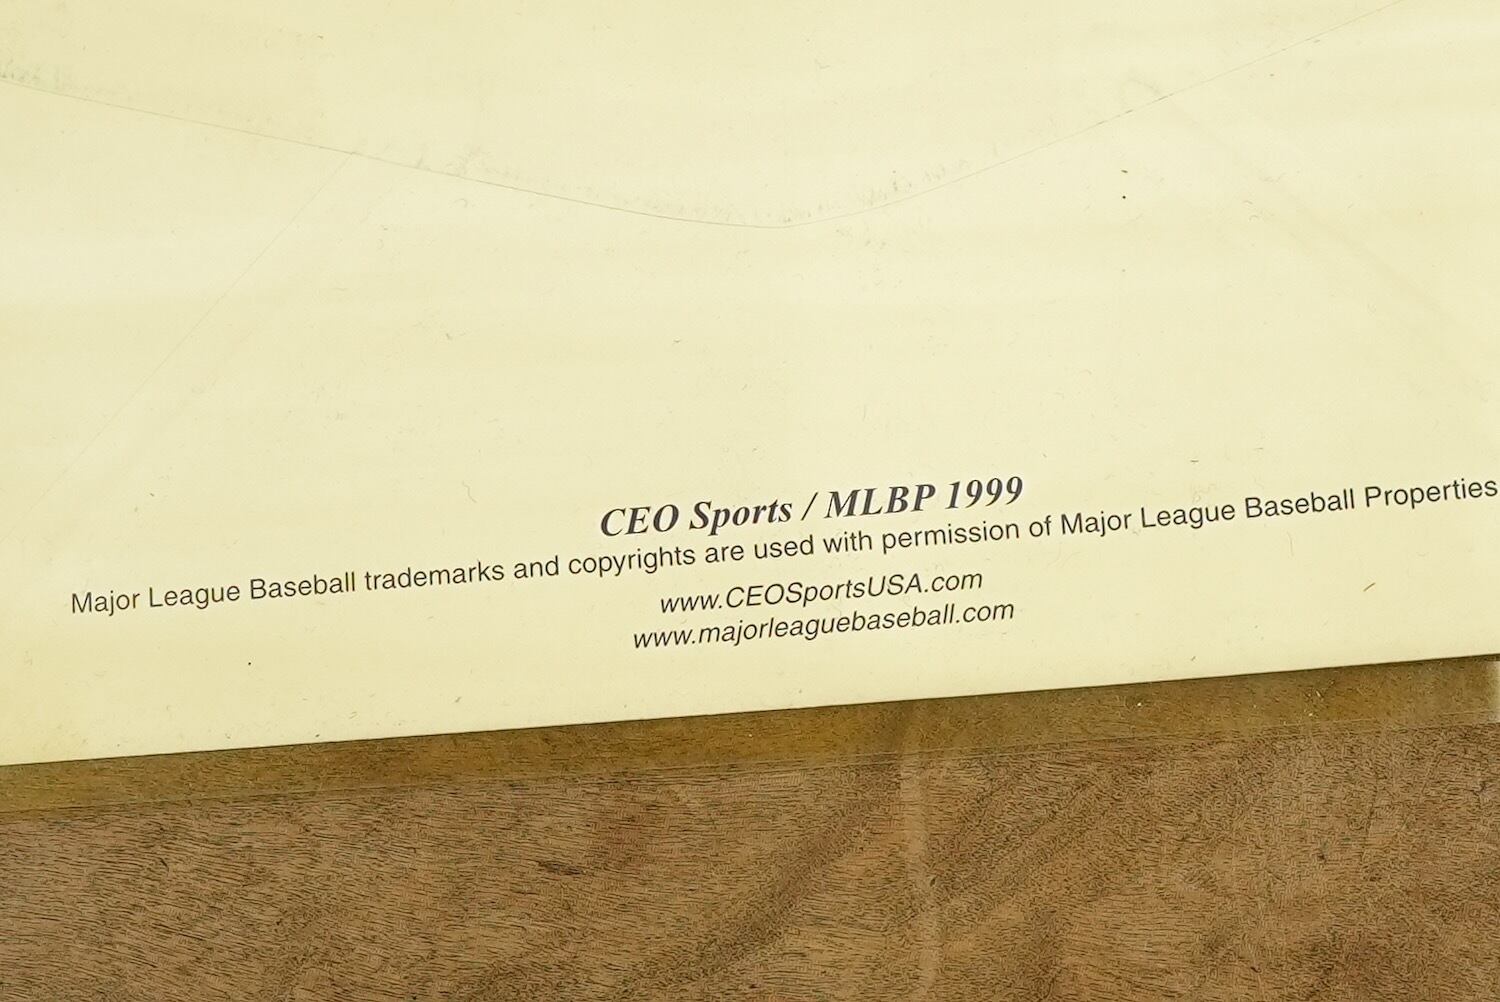 CEO Sports / MLBP 1999
Major League Baseball trademarks and copyrights are used with permission of Major League Baseball Properties
www.CEOSportsUSA.com
www.majorleaguebaseball.com